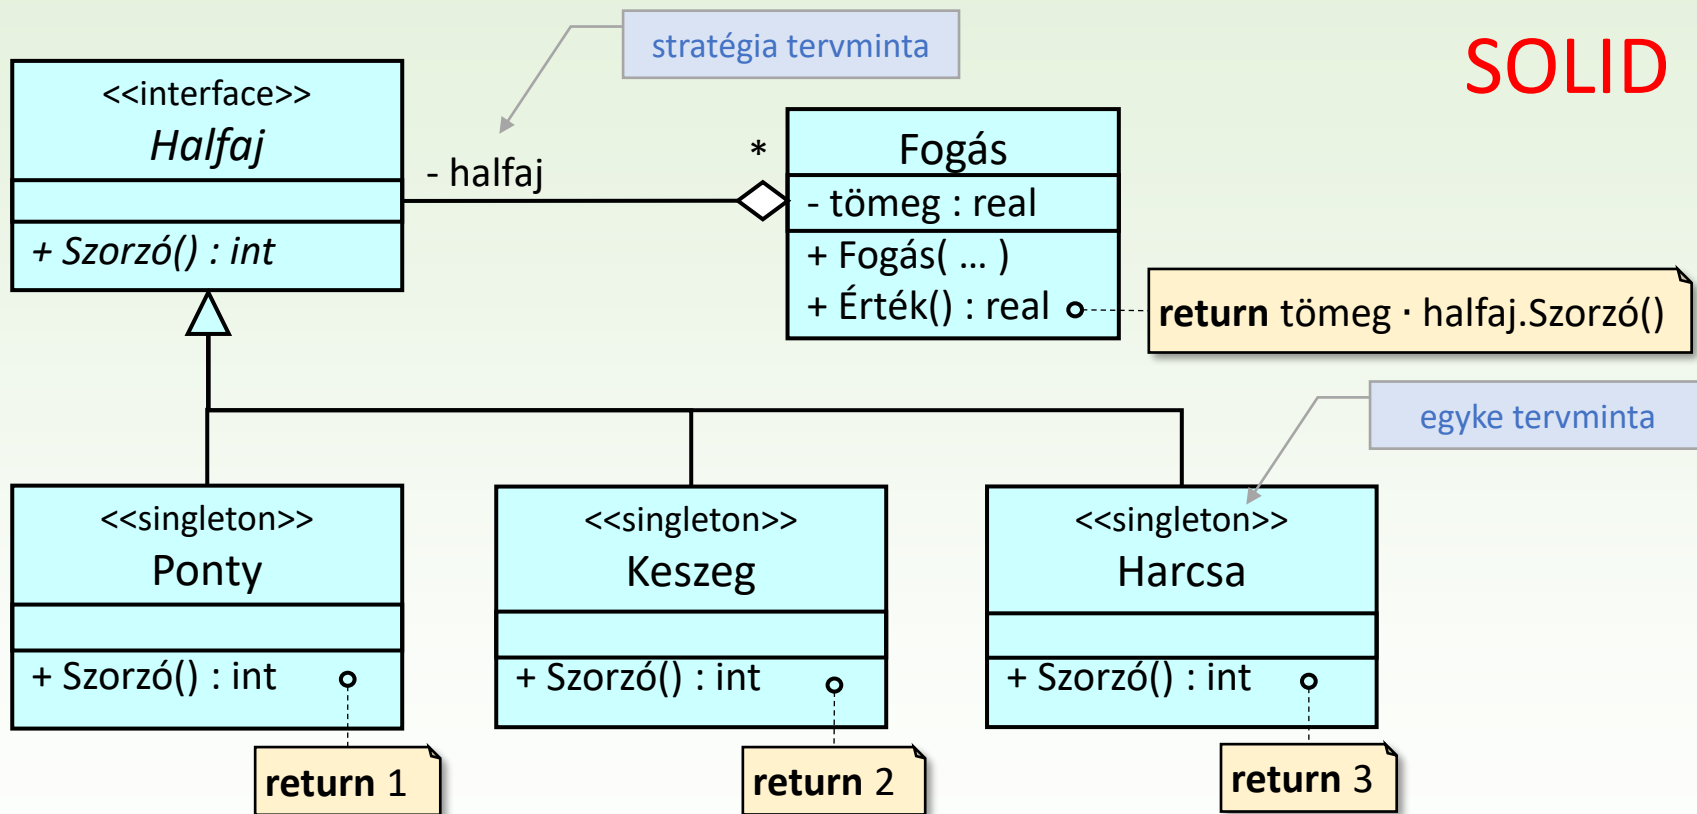 stratégia tervminta
SOLID
<<interface>>
Halfaj
+ Szorzó() : int
- halfaj
*
Fogás
- tömeg : real
+ Fogás( ... )
+ Érték() : real
return tömeg · halfaj.Szorzó()
egyke tervminta
<<singleton>>
Ponty
+ Szorzó() : int
return 1
<<singleton>>
Keszeg
+ Szorzó() : int
return 2
<<singleton>>
Harcsa
+ Szorzó() : int
return 3